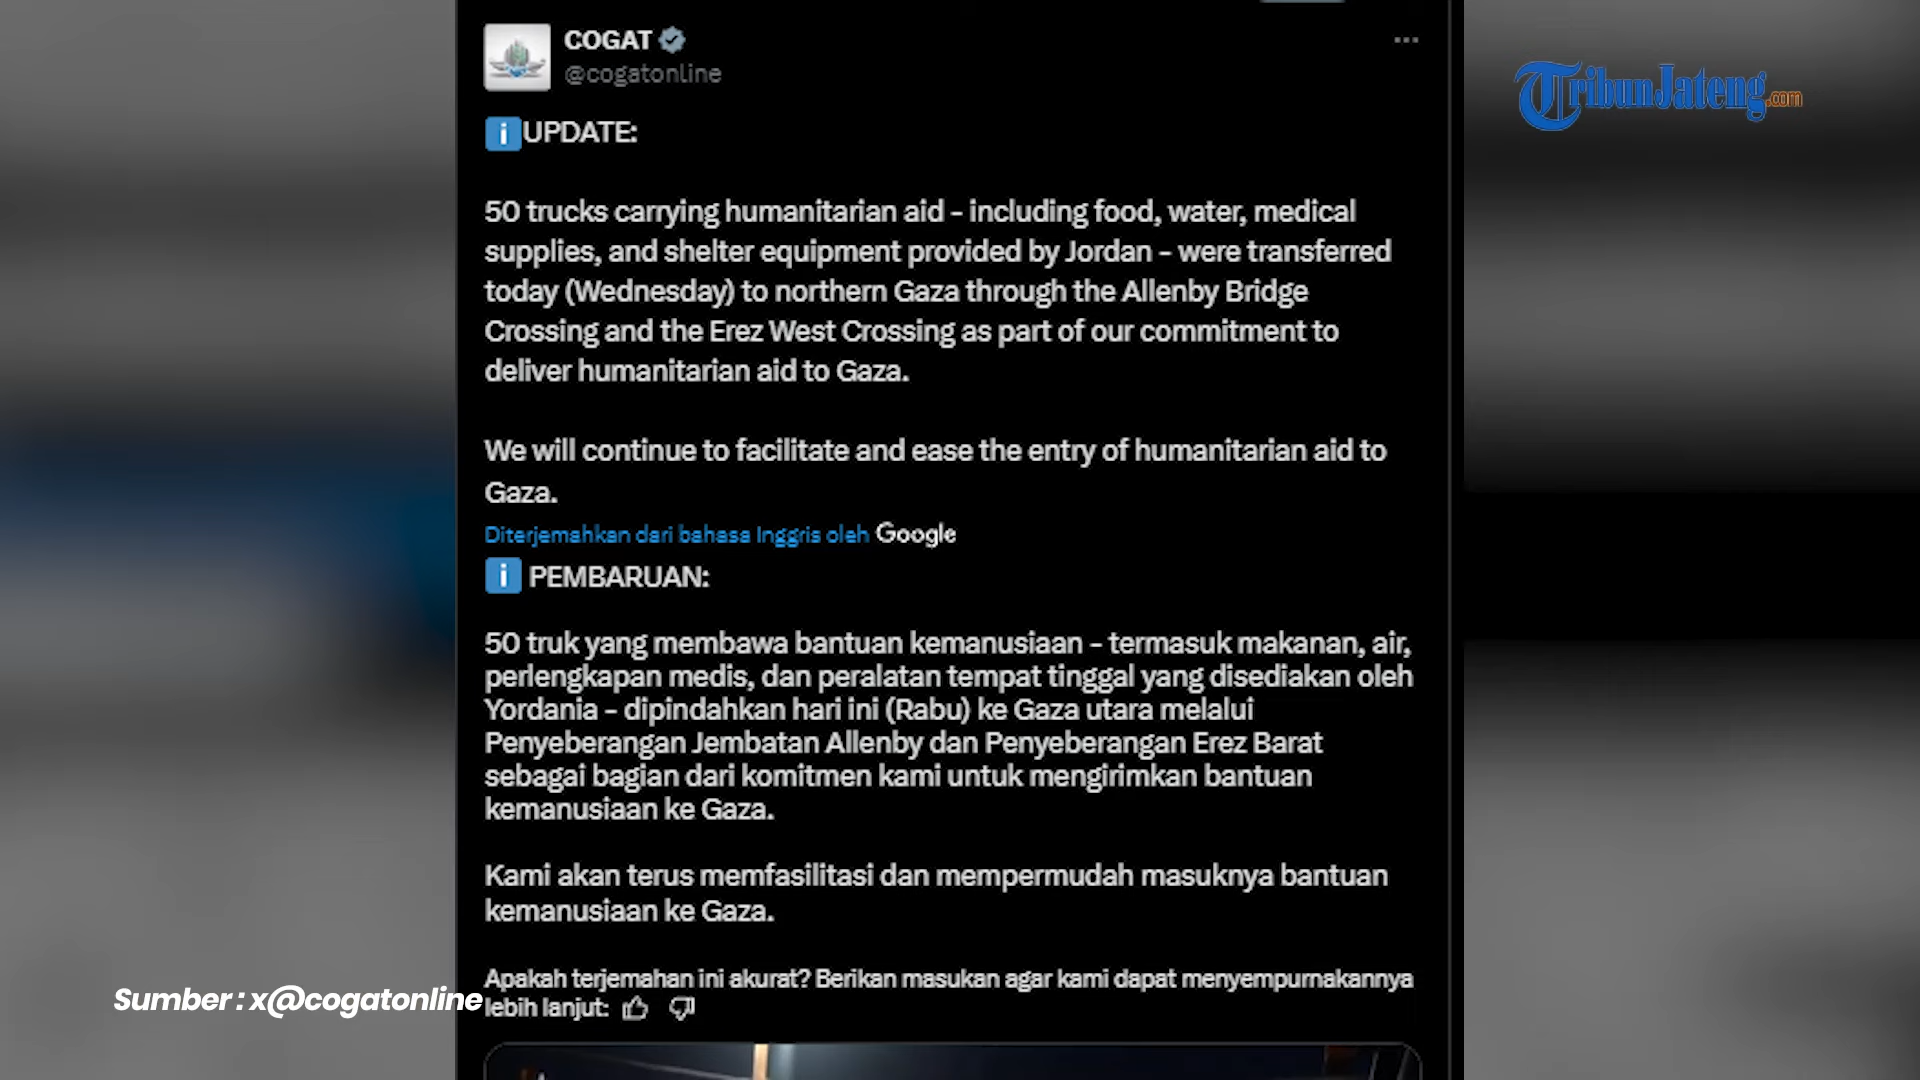 COGAT
@cogatonline
TribunJateng.com
UPDATE:
50 trucks carrying humanitarian aid – including food, water, medical
supplies, and shelter equipment provided by Jordan – were transferred
today (Wednesday) to northern Gaza through the Allenby Bridge
Crossing and the Erez West Crossing as part of our commitment to
deliver humanitarian aid to Gaza.
We will continue to facilitate and ease the entry of humanitarian aid to
Gaza.
Diterjemahkan dari bahasa Inggris oleh Google
PEMBARUAN:
50 truk yang membawa bantuan kemanusiaan – termasuk makanan, air,
perlengkapan medis, dan peralatan tempat tinggal yang disediakan oleh
Yordania – dipindahkan hari ini (Rabu) ke Gaza utara melalui
Penyeberangan Jembatan Allenby dan Penyeberangan Erez Barat
sebagai bagian dari komitmen kami untuk mengirimkan bantuan
kemanusiaan ke Gaza.
Kami akan terus memfasilitasi dan mempermudah masuknya bantuan
kemanusiaan ke Gaza.
Apakah terjemahan ini akurat? Berikan masukan agar kami dapat menyempurnakannya
lebih lanjut:
Sumber : x@cogatonline